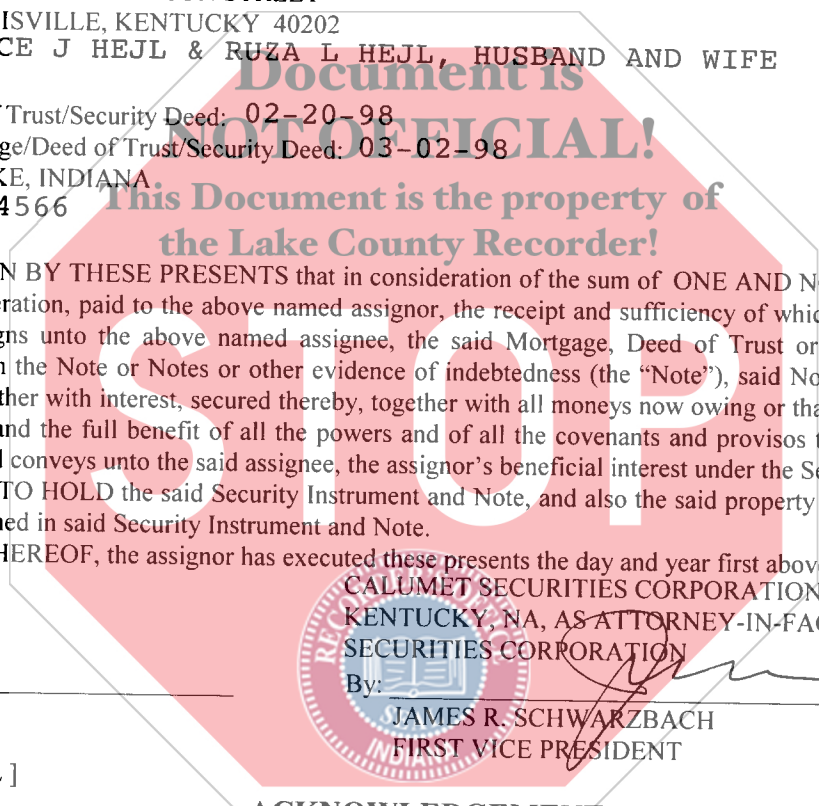 ISVILLE, KENTUCKY 40202
CE J HEJL & RUZA L HEJL, HUSBAND AND WIFE
Document is
Trust/Security Deed: 02-20-98
NOT OFFICIAL!
ge/Deed of Trust/Security Deed: 03-02-98
KE, INDIANA
4566
This Document is the property of
the Lake County Recorder!
N BY THESE PRESENTS that in consideration of the sum of ONE AND N
eration, paid to the above named assignor, the receipt and sufficiency of whic
gns unto the above named assignee, the said Mortgage, Deed of Trust or
n the Note or Notes or other evidence of indebtedness (the “Note”), said No
ther with interest, secured thereby, together with all moneys now owing or tha
and the full benefit of all the powers and of all the covenants and provisos t
d conveys unto the said assignee, the assignor's beneficial interest under the Se
TO HOLD the said Security Instrument and Note, and also the said property
ned in said Security Instrument and Note.
HEREOF, the assignor has executed these presents the day and year first above
STOP
CALUMET SECURITIES CORPORATION
KENTUCKY, NA, AS ATTORNEY-IN-FAC
SECURITIES CORPORATION
By:
JAMES R. SCHWARZBACH
FIRST VICE PRESIDENT
RECORDER'S OFFICE
SEAL
INDIANA
]
ACKNOWLEDGEMENT